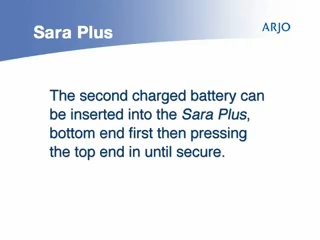 Sara Plus
ARJO
The second charged battery can
be inserted into the Sara Plus,
bottom end first then pressing
the top end in until secure.